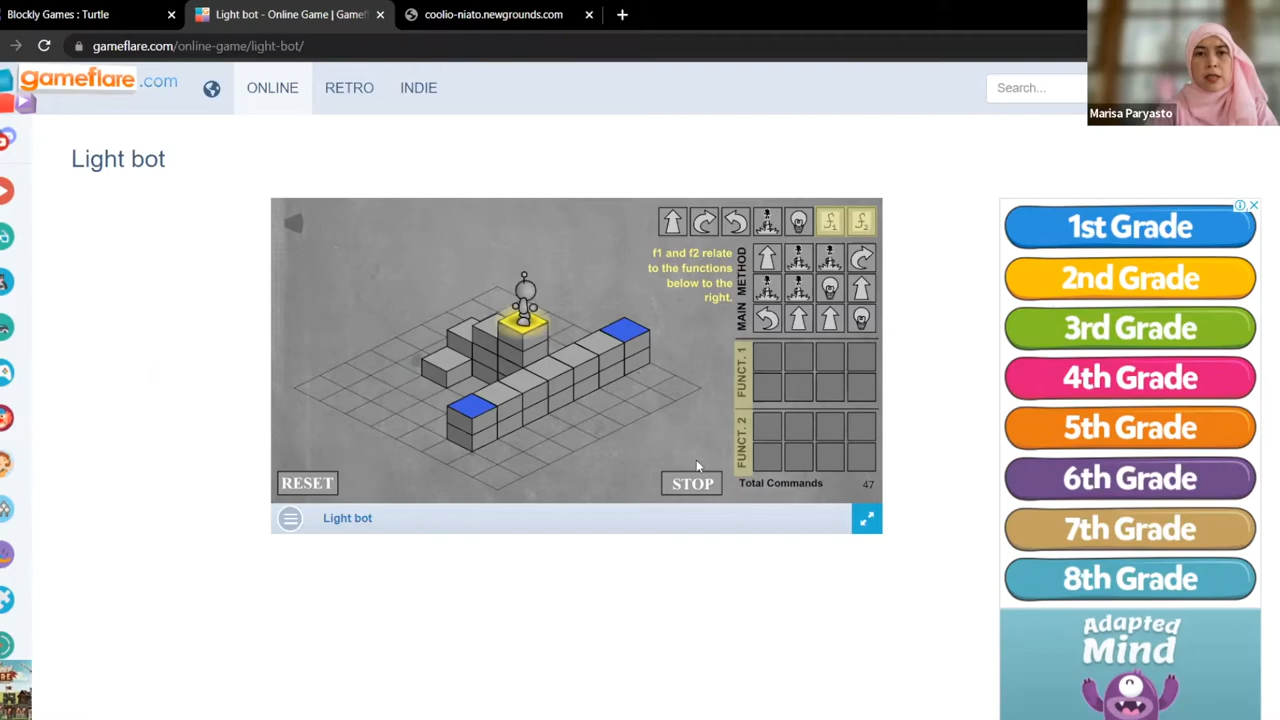 Blockly Games : Turtle
Light bot - Online Game | Gamef
coolio-niato.newgrounds.com
gameflare.com/online-game/light-bot/
gameflare.com
ONLINE
RETRO
INDIE
Search...
Marisa Paryasto
Light bot
f1 and f2 relate
to the functions
below to the
right.
f1
f2
MAIN METHOD
FUNCT. 1
FUNCT. 2
RESET
STOP
Total Commands
47
Light bot
1st Grade
2nd Grade
3rd Grade
4th Grade
5th Grade
6th Grade
7th Grade
8th Grade
Adapted
Mind